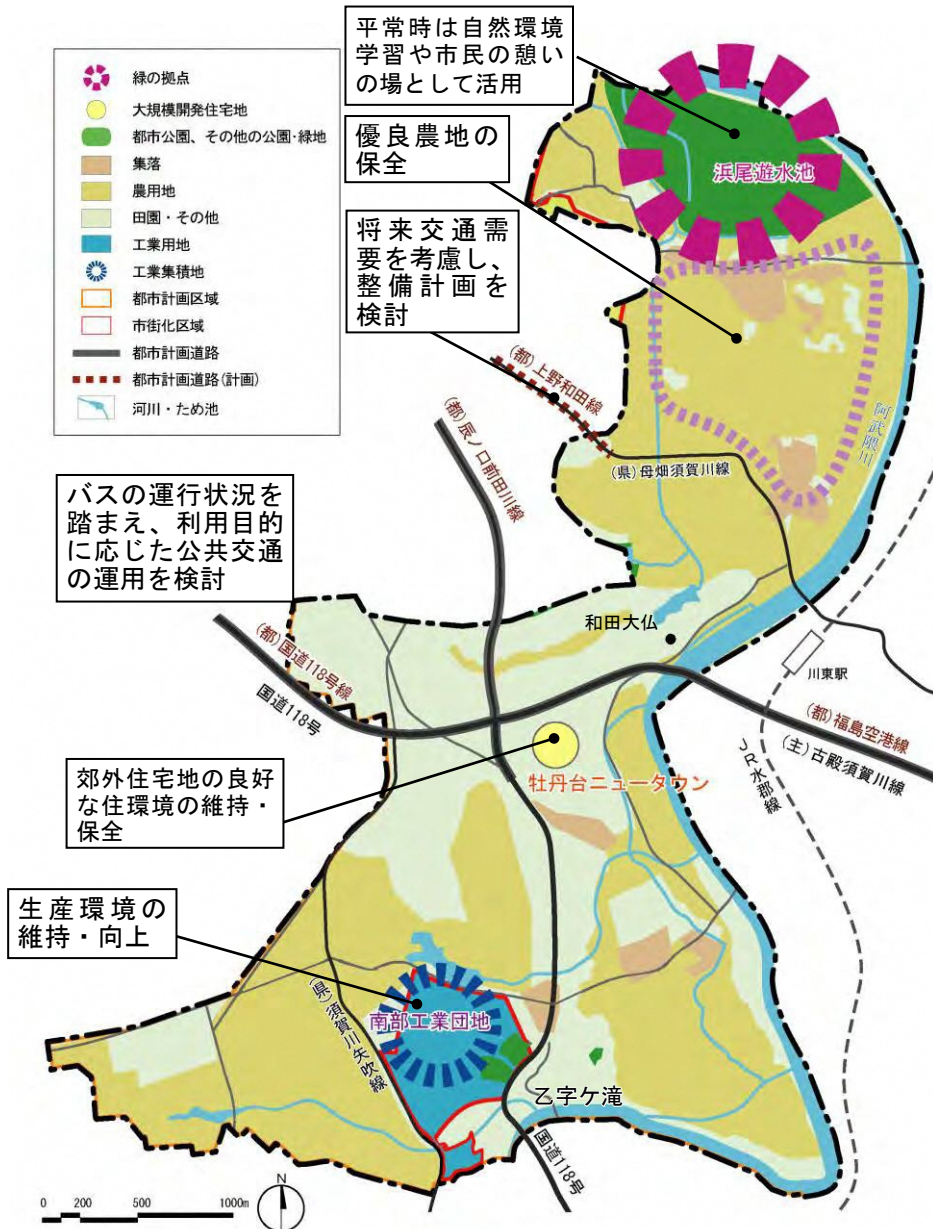 平常時は自然環境
学習や市民の憩い
の場として活用
緑の拠点
大規模開発住宅地
都市公園、その他の公園・緑地
集落
農用地
田園・その他
工業用地
工業集積地
都市計画区域
市街化区域
都市計画道路
都市計画道路(計画)
河川・ため池
優良農地の
保全
浜尾遊水池
将来交通需
要を考慮し、
整備計画を
検討
(都)上野和田線
(都)辰ノ口前田川線
(県)母畑須賀川線
阿武隈川
バスの運行状況を
踏まえ、利用目的
に応じた公共交通
の運用を検討
和田大仏
川東駅
(都)国道118号線
国道118号
(都)福島空港線
(主)古殿須賀川線
JR水郡線
郊外住宅地の良好
な住環境の維持・
保全
牡丹台ニュータウン
生産環境の
維持・向上
(県)須賀川矢吹線
南部工業団地
乙字ケ滝
国道118号
0 200 500 1000m
N